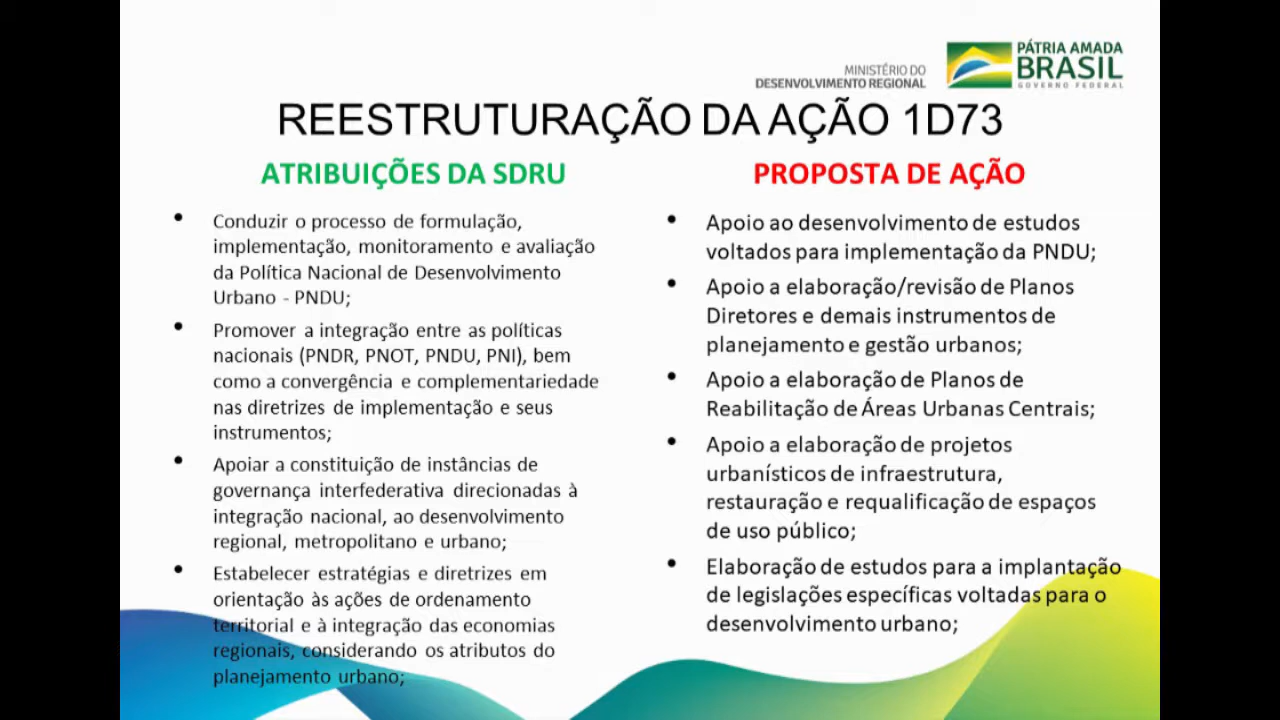 MINISTÉRIO DO
DESENVOLVIMENTO REGIONAL
PÁTRIA AMADA
BRASIL
GOVERNO FEDERAL
REESTRUTURAÇÃO DA AÇÃO 1D73
ATRIBUIÇÕES DA SDRU
• Conduzir o processo de formulação,
implementação, monitoramento e avaliação
da Política Nacional de Desenvolvimento
Urbano - PNDU;
• Promover a integração entre as políticas
nacionais (PNDR, PNOT, PNDU, PNI), bem
como a convergência e complementariedade
nas diretrizes de implementação e seus
instrumentos;
• Apoiar a constituição de instâncias de
governança interfederativa direcionadas à
integração nacional, ao desenvolvimento
regional, metropolitano e urbano;
• Estabelecer estratégias e diretrizes em
orientação às ações de ordenamento
territorial e à integração das economias
regionais, considerando os atributos do
planejamento urbano;
PROPOSTA DE AÇÃO
• Apoio ao desenvolvimento de estudos
voltados para implementação da PNDU;
• Apoio a elaboração/revisão de Planos
Diretores e demais instrumentos de
planejamento e gestão urbanos;
• Apoio a elaboração de Planos de
Reabilitação de Áreas Urbanas Centrais;
• Apoio a elaboração de projetos
urbanísticos de infraestrutura,
restauração e requalificação de espaços
de uso público;
• Elaboração de estudos para a implantação
de legislações específicas voltadas para o
desenvolvimento urbano;